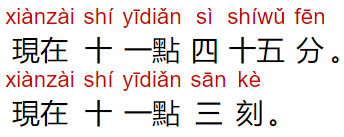 xiànzài shí yīdiǎn sì shíwǔ fēn
現在 十 一點 四 十五 分。
xiànzài shí yīdiǎn sān kè
現在 十 一點 三 刻。